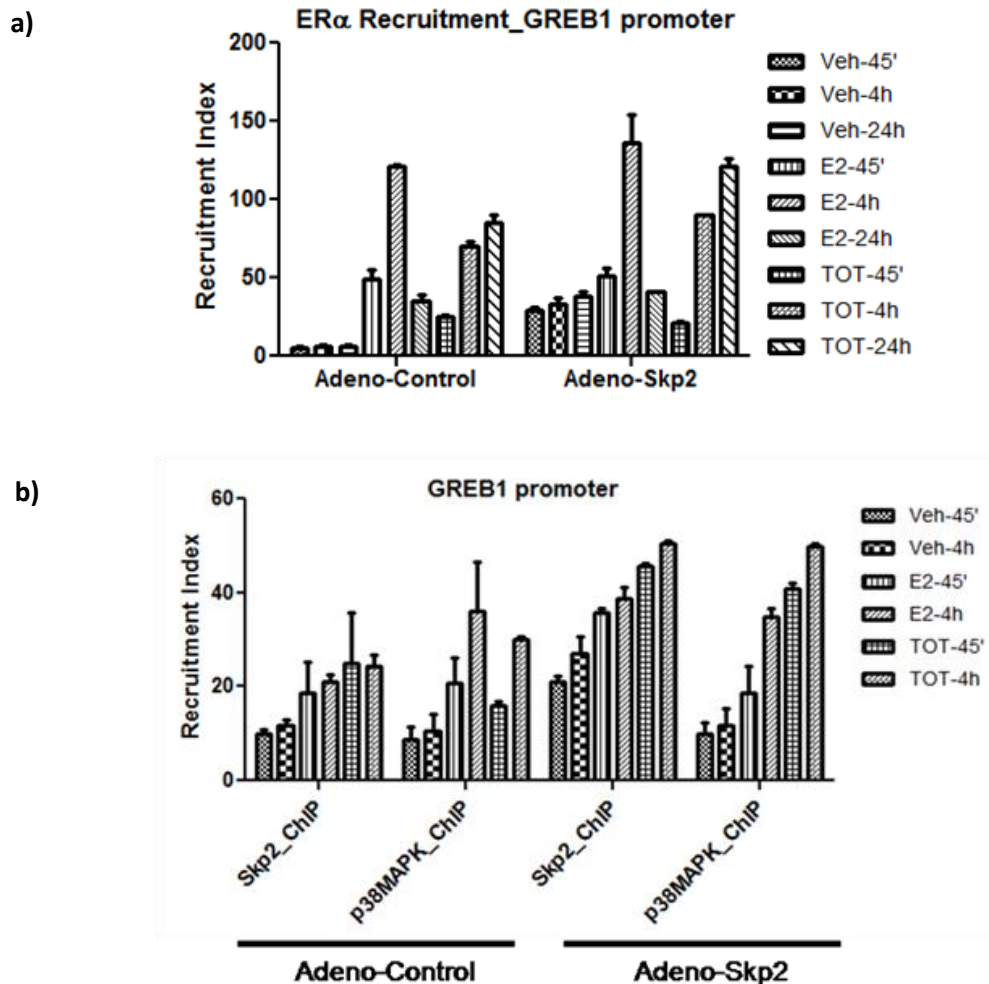 a)
ERα Recruitment_GREB1 promoter
Recruitment Index
200
150
100
50
0
Adeno-Control
Adeno-Skp2
Veh-45'
Veh-4h
Veh-24h
E2-45'
E2-4h
E2-24h
TOT-45'
TOT-4h
TOT-24h
b)
GREB1 promoter
Recruitment Index
60
40
20
0
Skp2_ChIP
p38MAPK_ChIP
Skp2_ChIP
p38MAPK_ChIP
Adeno-Control
Adeno-Skp2
Veh-45'
Veh-4h
E2-45'
E2-4h
TOT-45'
TOT-4h